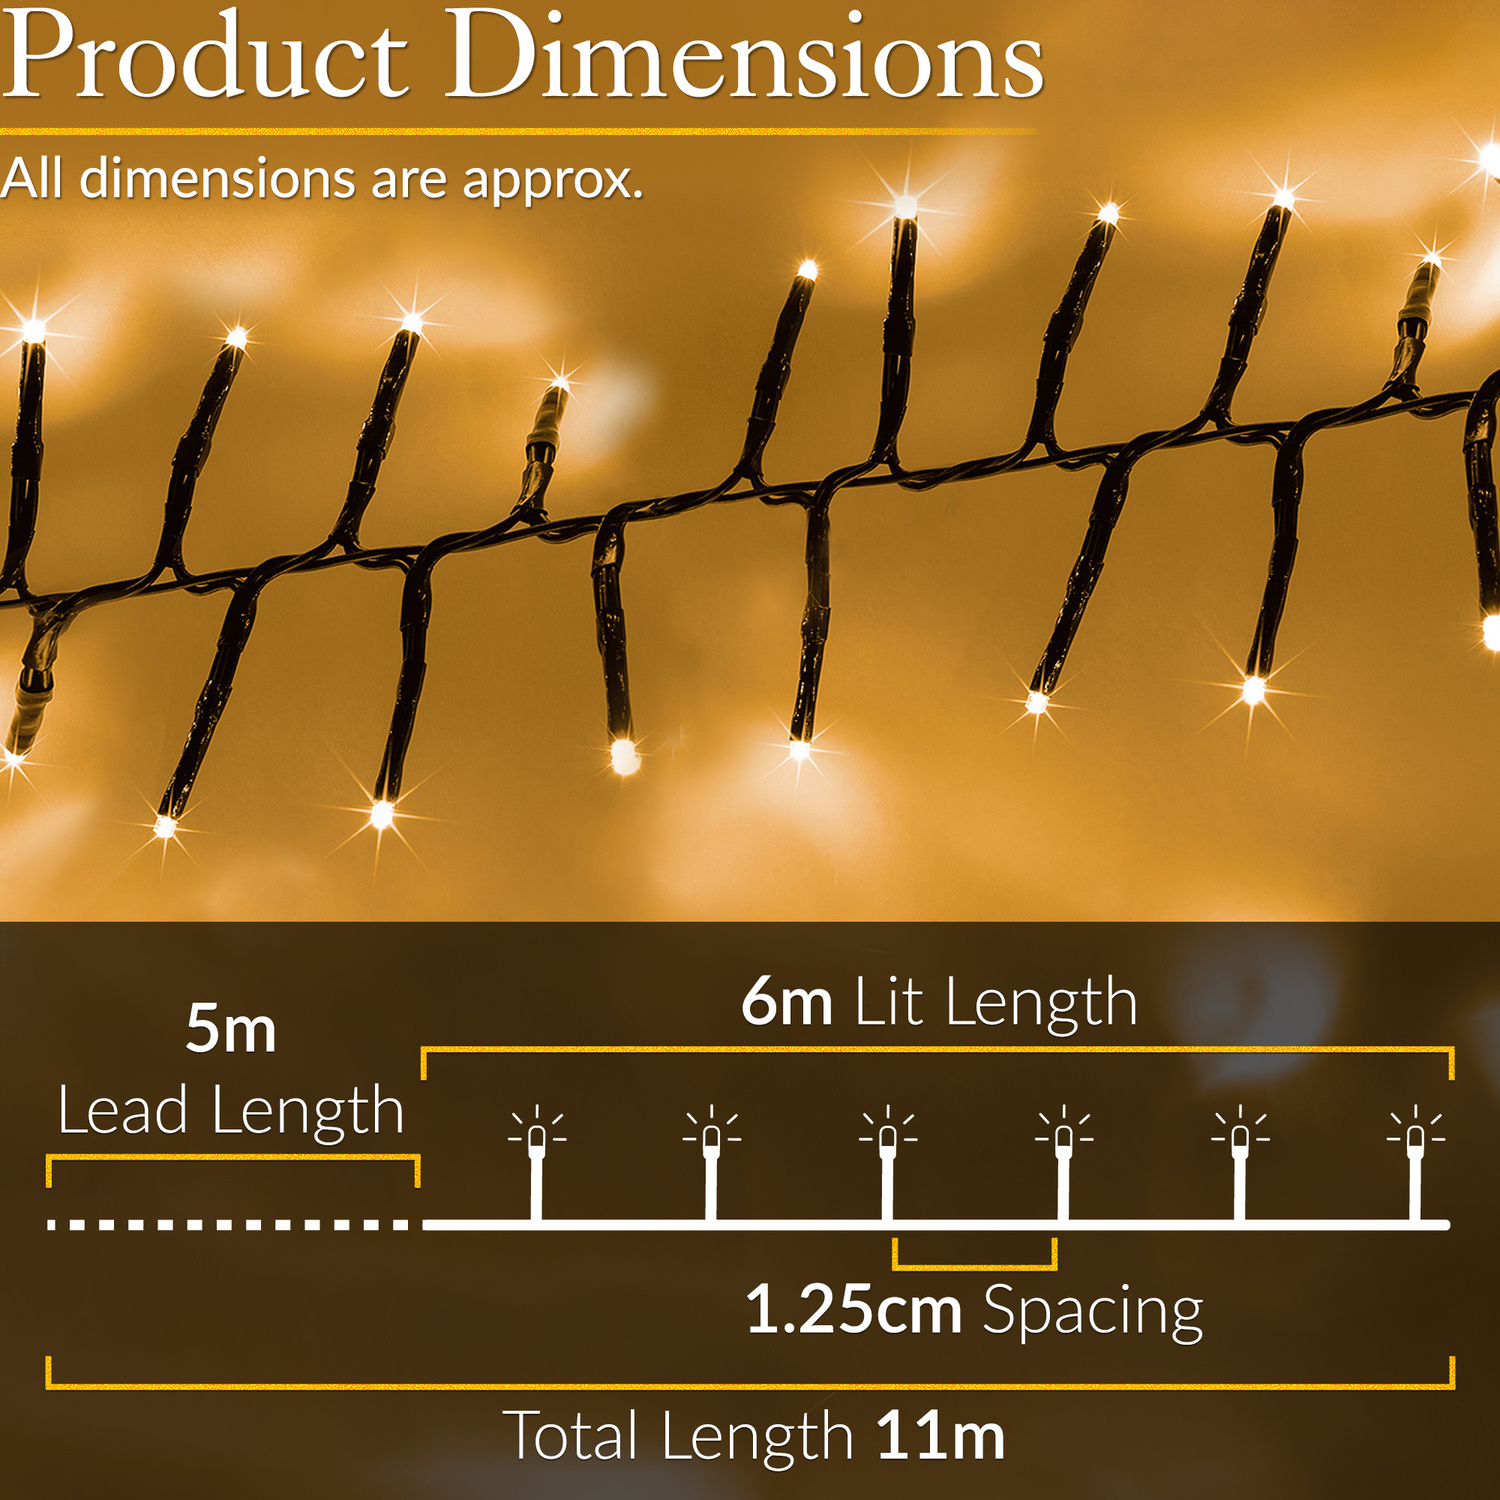 Product Dimensions
All dimensions are approx.
6m Lit Length
5m
Lead Length
1.25cm Spacing
Total Length 11m